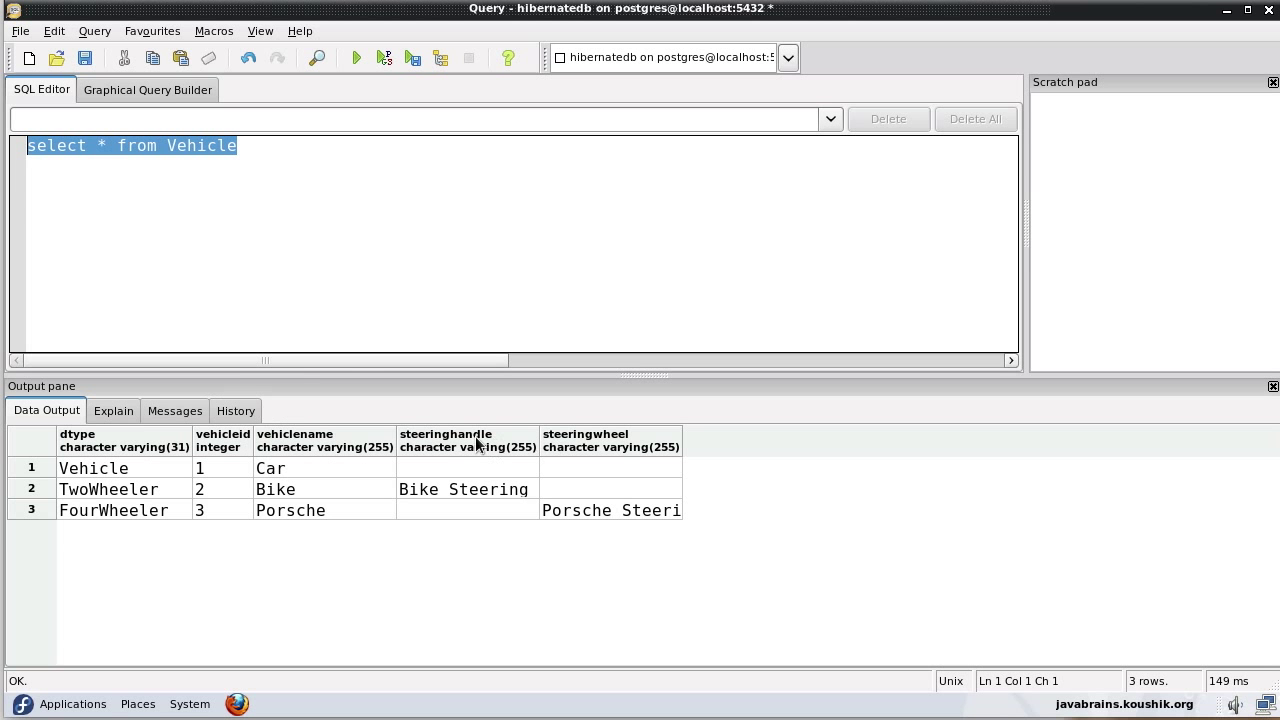 Query - hibernatedb on postgres@localhost:5432 *
File Edit Query Favourites Macros View Help
hibernatedb on postgres@localhost:5
SQL Editor Graphical Query Builder
Scratch pad
Delete Delete All
select * from Vehicle
Output pane
Data Output Explain Messages History
dtype vehicleid vehiclename steeringhandle steeringwheel
character varying(31) integer character varying(255) character varying(255) character varying(255)
1 Vehicle 1 Car
2 TwoWheeler 2 Bike Bike Steering
3 FourWheeler 3 Porsche Porsche Steeri
OK. Unix Ln 1 Col 1 Ch 1 3 rows. 149 ms
Applications Places System javabrains.koushik.org